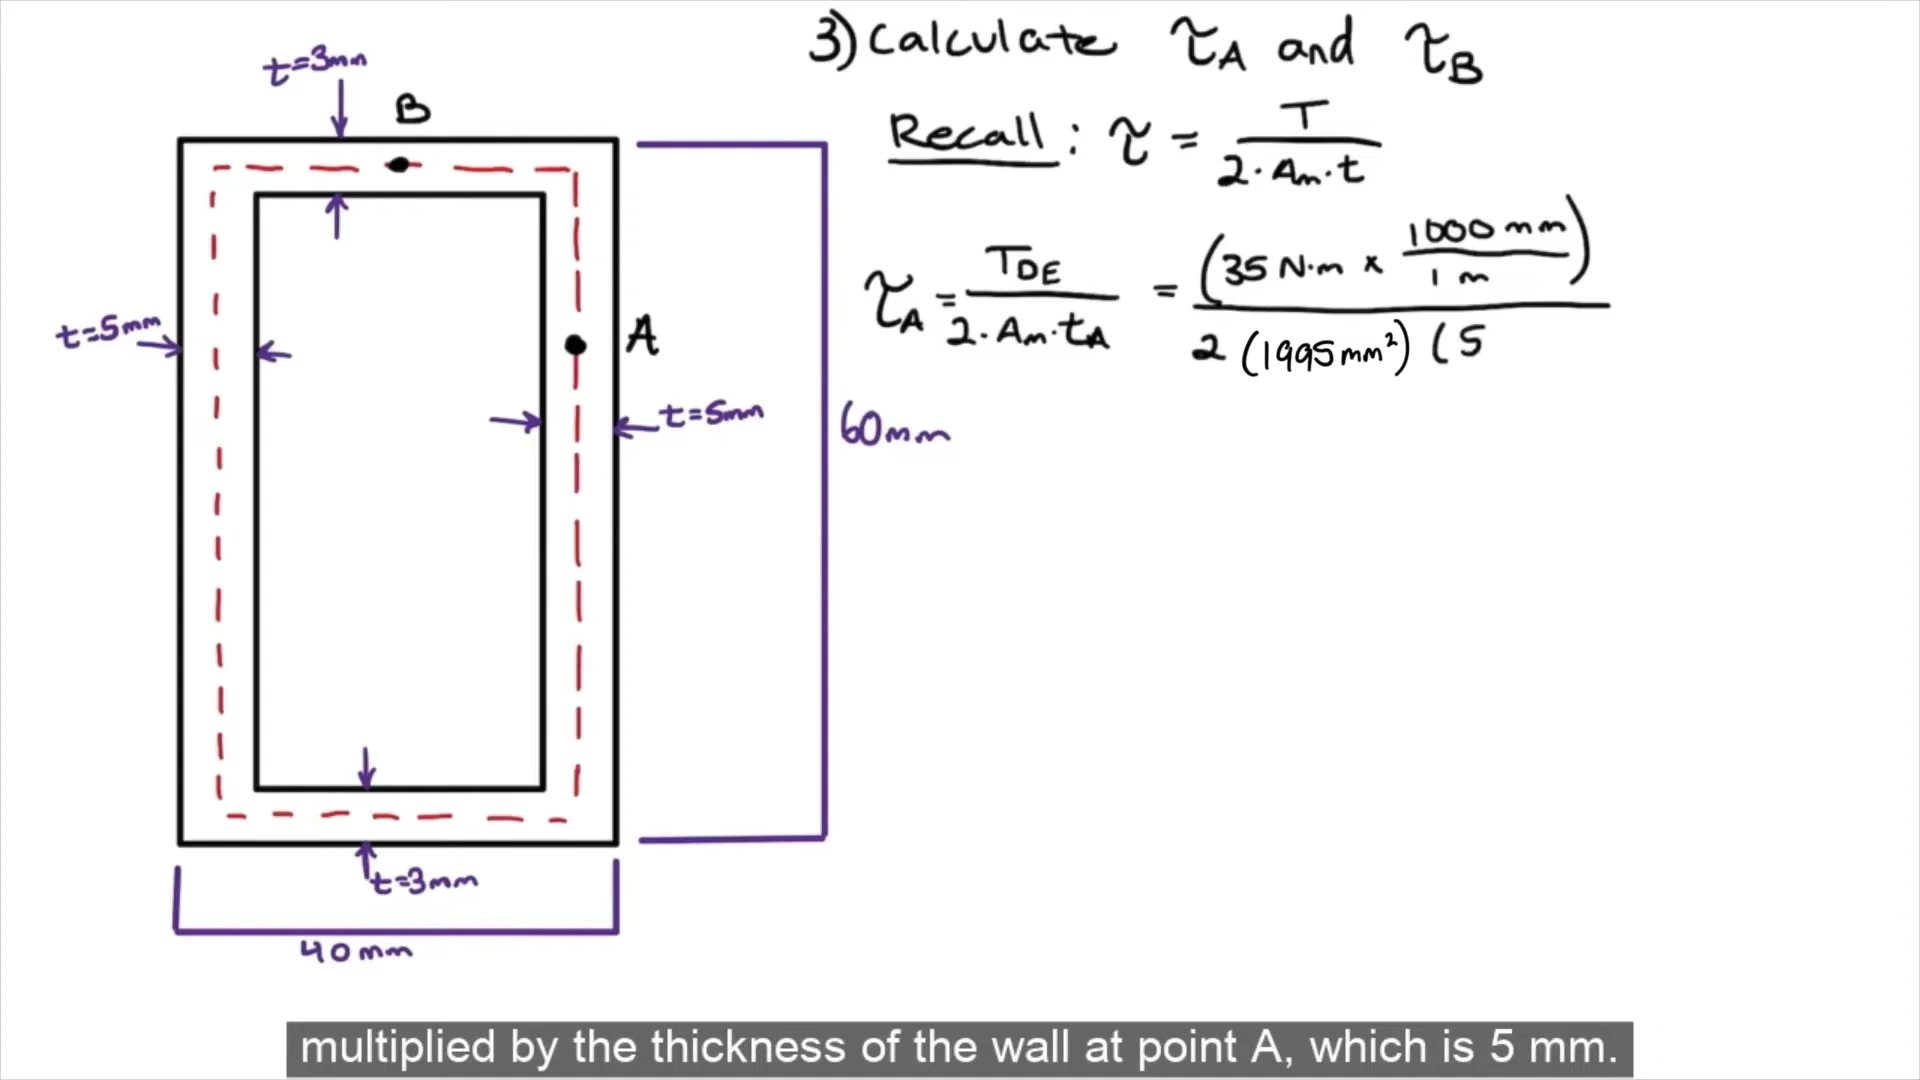 t=3mm
B
t=5mm
A
t=5mm
60mm
t=3mm
40mm
3) Calculate τA and τB
Recall: τ = T / 2·Am·t
τA = TDE / 2·Am·tA = (35 N·m x 1000 mm / 1 m) / 2 (1995mm²) (5
multiplied by the thickness of the wall at point A, which is 5 mm.